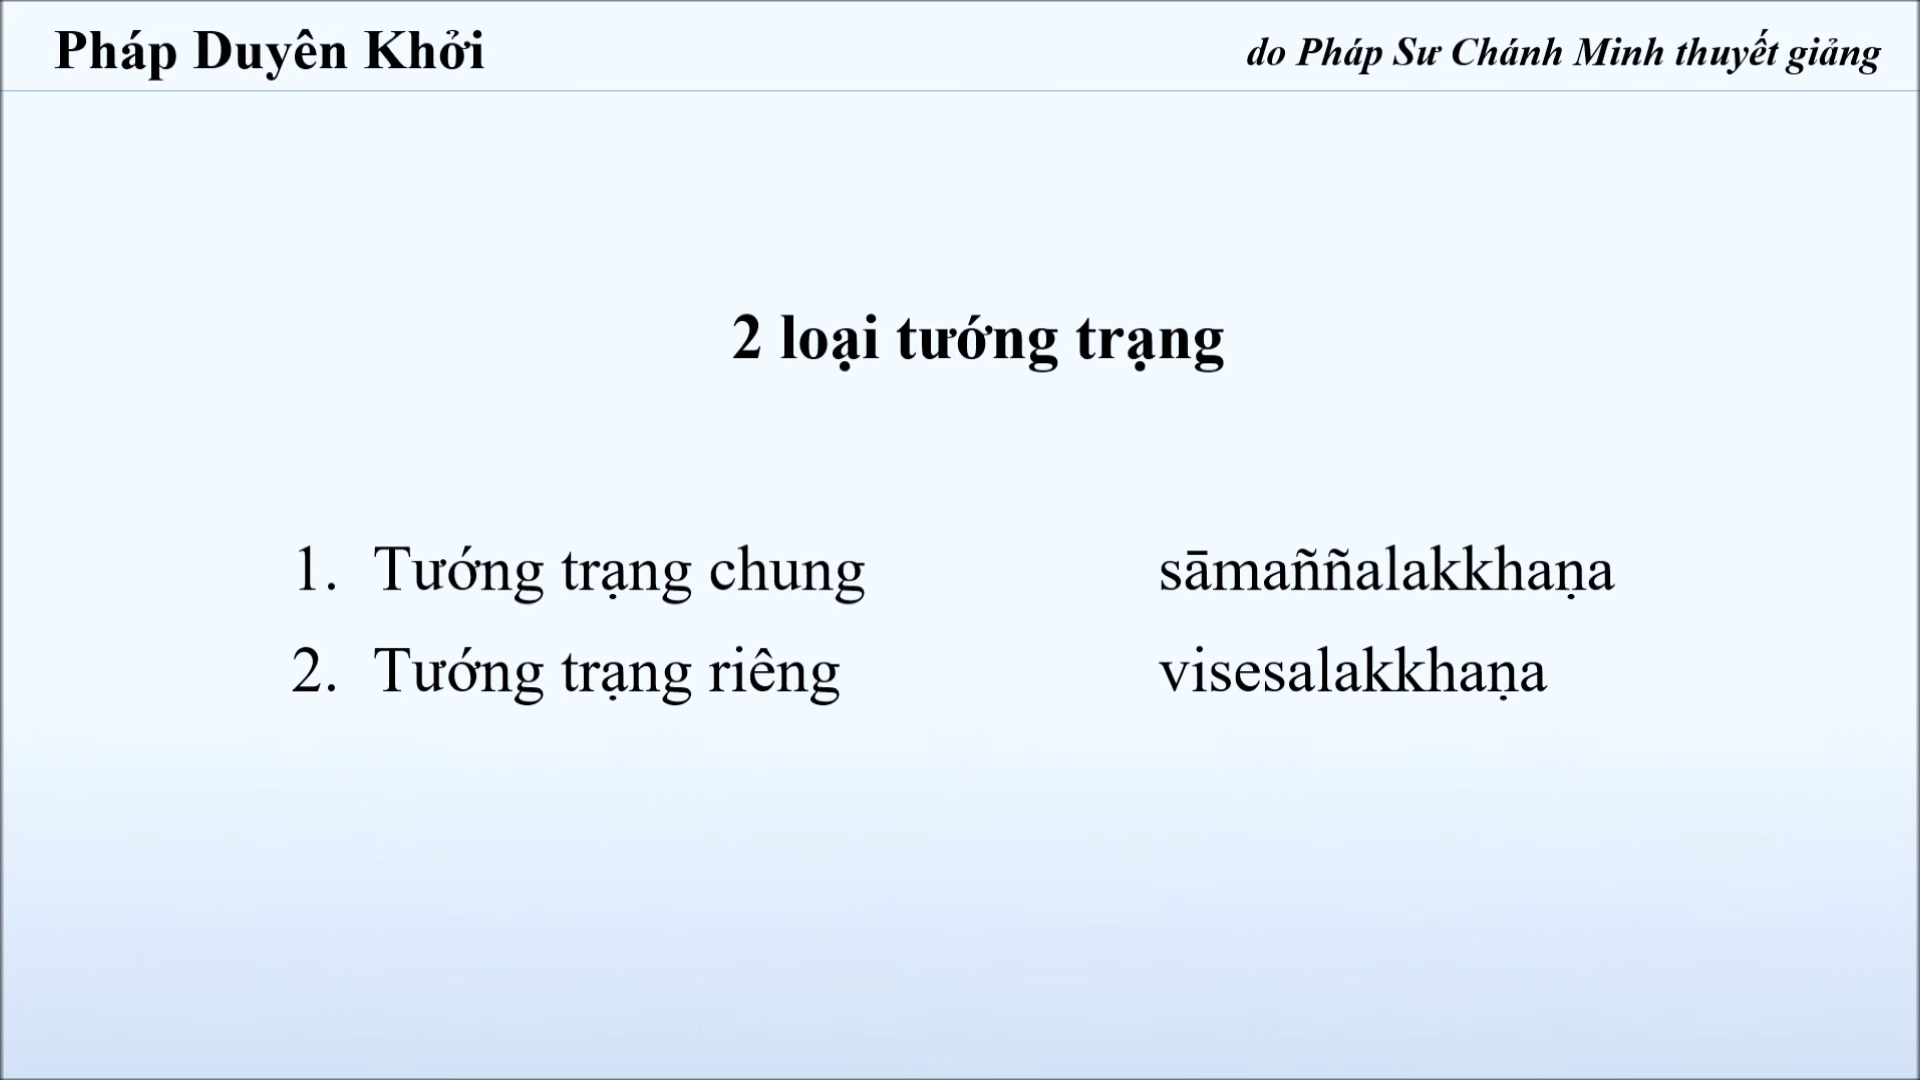 Pháp Duyên Khởi
do Pháp Sư Chánh Minh thuyết giảng
2 loại tướng trạng
1. Tướng trạng chung sāmaññalakkhaṇa
2. Tướng trạng riêng visesalakkhaṇa